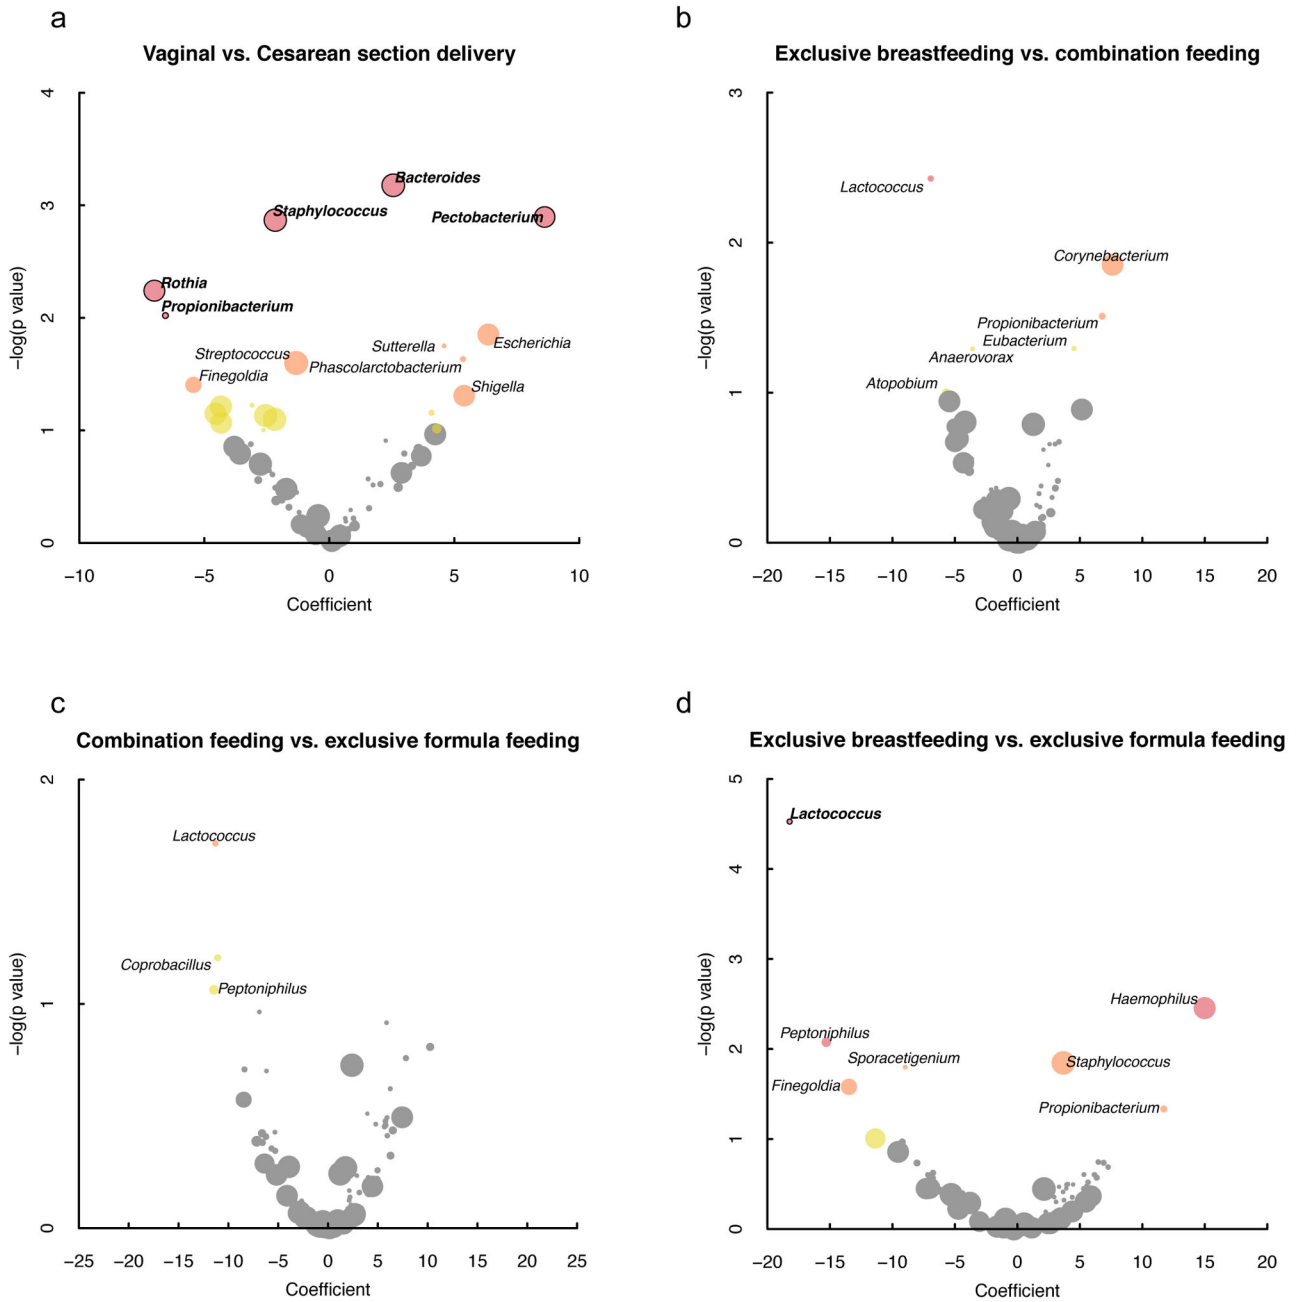 a
Vaginal vs. Cesarean section delivery
4
3
2
1
0
−log(p value)
Bacteroides
Staphylococcus
Pectobacterium
Rothia
Propionibacterium
Escherichia
Sutterella
Streptococcus
Phascolarctobacterium
Finegoldia
Shigella
−10 −5 0 5 10
Coefficient
b
Exclusive breastfeeding vs. combination feeding
3
2
1
0
−log(p value)
Lactococcus
Corynebacterium
Propionibacterium
Eubacterium
Anaerovorax
Atopobium
−20 −15 −10 −5 0 5 10 15 20
Coefficient
c
Combination feeding vs. exclusive formula feeding
2
1
0
−log(p value)
Lactococcus
Coprobacillus
Peptoniphilus
−25 −20 −15 −10 −5 0 5 10 15 20 25
Coefficient
d
Exclusive breastfeeding vs. exclusive formula feeding
5
4
3
2
1
0
−log(p value)
Lactococcus
Haemophilus
Peptoniphilus
Sporacetigenium
Staphylococcus
Finegoldia
Propionibacterium
−20 −15 −10 −5 0 5 10 15 20
Coefficient